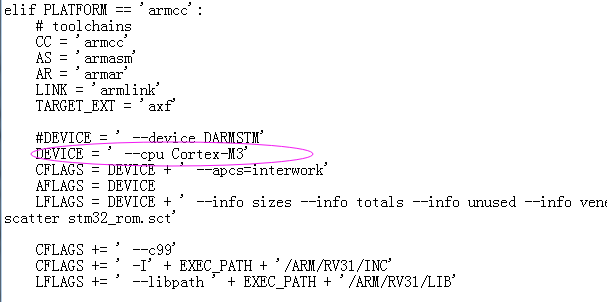 elif PLATFORM == 'armcc':
# toolchains
CC = 'armcc'
AS = 'armasm'
AR = 'armar'
LINK = 'armlink'
TARGET_EXT = 'axf'
#DEVICE = ' --device DARMSTM'
DEVICE = ' --cpu Cortex-M3'
CFLAGS = DEVICE + ' --apcs=interwork'
AFLAGS = DEVICE
LFLAGS = DEVICE + ' --info sizes --info totals --info unused --info vene
scatter stm32_rom.sct'
CFLAGS += ' --c99'
CFLAGS += ' -I' + EXEC_PATH + '/ARM/RV31/INC'
LFLAGS += ' --libpath ' + EXEC_PATH + '/ARM/RV31/LIB'